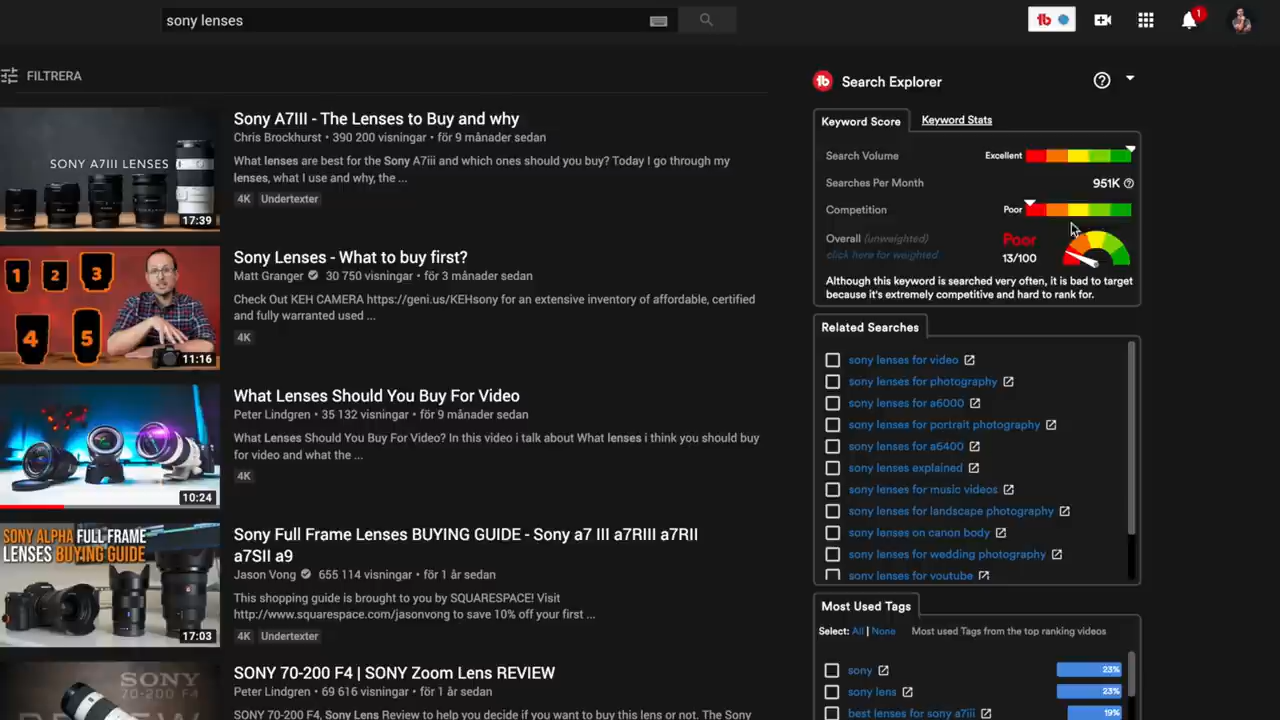 sony lenses
1
FILTRERA
SONY A7III LENSES
17:39
Sony A7III - The Lenses to Buy and why
Chris Brockhurst • 390 200 visningar • för 9 månader sedan
What lenses are best for the Sony A7iii and which ones should you buy? Today I go through my
lenses, what I use and why, the ...
4K Undertexter
1 2 3
4 5
11:16
Sony Lenses - What to buy first?
Matt Granger • 30 750 visningar • för 3 månader sedan
Check Out KEH CAMERA https://geni.us/KEHsony for an extensive inventory of affordable, certified
and fully warranted used ...
4K
10:24
What Lenses Should You Buy For Video
Peter Lindgren • 35 132 visningar • för 9 månader sedan
What Lenses Should You Buy For Video? In this video i talk about What lenses i think you should buy
for video and what the ...
4K
SONY ALPHA FULL FRAME
LENSES BUYING GUIDE
17:03
Sony Full Frame Lenses BUYING GUIDE - Sony a7 III a7RIII a7RII
a7SII a9
Jason Vong • 655 114 visningar • för 1 år sedan
This shopping guide is brought to you by SQUARESPACE! Visit
http://www.squarespace.com/jasonvong to save 10% off your first ...
4K Undertexter
SONY
70-200 F4
SONY 70-200 F4 | SONY Zoom Lens REVIEW
Peter Lindgren • 69 616 visningar • för 1 år sedan
SONY 70-200 F4, Sony Lens Review to help you decide if you want to buy this lens or not. The Sony
tb
tb Search Explorer
Keyword Score Keyword Stats
Search Volume Excellent
Searches Per Month 951K
Competition Poor
Overall (unweighted) Poor
click here for weighted 13/100
Although this keyword is searched very often, it is bad to target
because it's extremely competitive and hard to rank for.
Related Searches
sony lenses for video
sony lenses for photography
sony lenses for a6000
sony lenses for portrait photography
sony lenses for a6400
sony lenses explained
sony lenses for music videos
sony lenses for landscape photography
sony lenses on canon body
sony lenses for wedding photography
sony lenses for youtube
Most Used Tags
Select: All | None Most used Tags from the top ranking videos
sony 23%
sony lens 23%
best lenses for sony a7iii 19%